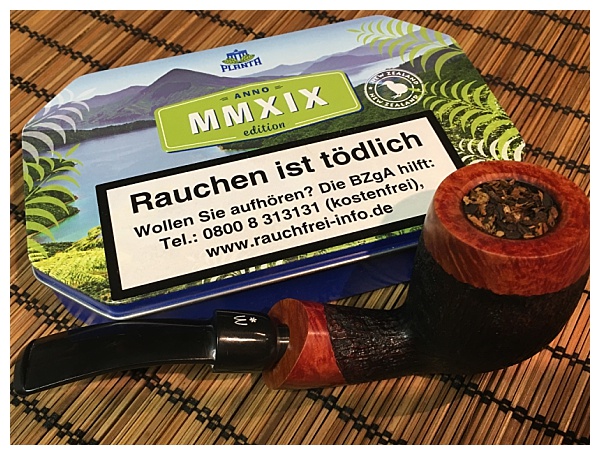 PLANTA
ANNO
MMXIX
edition
NEW ZEALAND
NEW ZEALAND
Rauchen ist tödlich
Wollen Sie aufhören? Die BZgA hilft:
Tel.: 0800 8 313131 (kostenfrei),
www.rauchfrei-info.de
*W